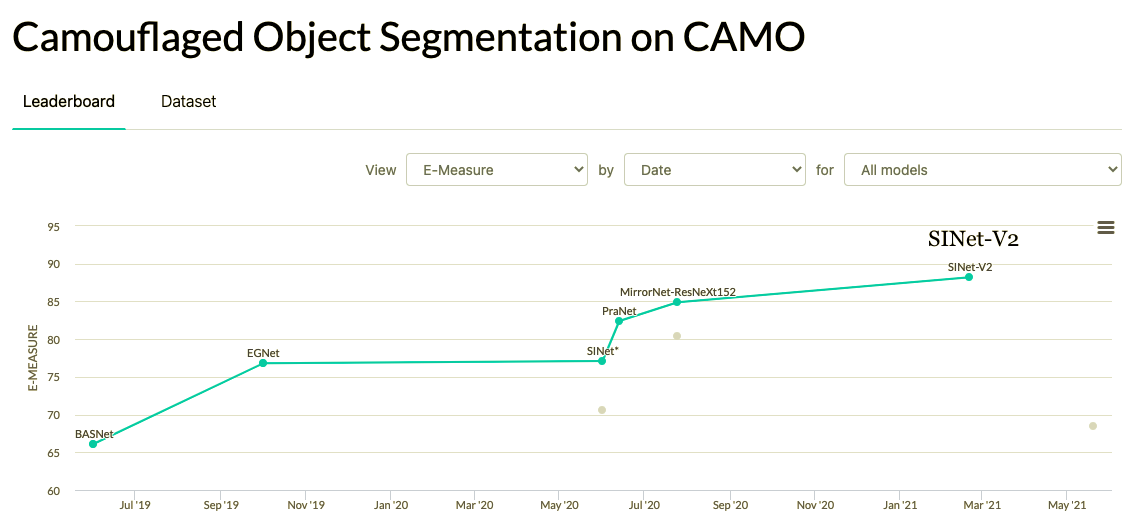 Camouflaged Object Segmentation on CAMO
Leaderboard Dataset
View E-Measure by Date for All models
95
90
85
80
75
70
65
60
E-MEASURE
SINet-V2
SINet-V2
MirrorNet-ResNeXt152
PraNet
SINet*
EGNet
BASNet
Jul '19 Sep '19 Nov '19 Jan '20 Mar '20 May '20 Jul '20 Sep '20 Nov '20 Jan '21 Mar '21 May '21